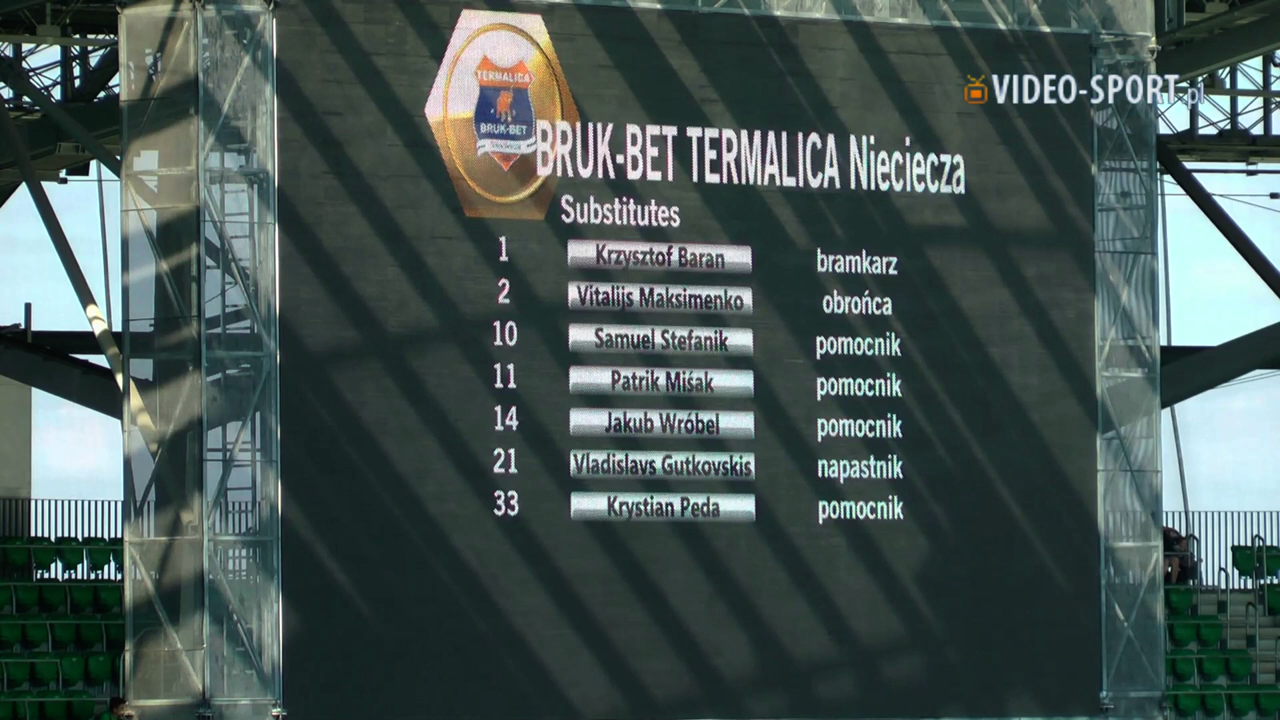 VIDEO-SPORT.pl
TERMALICA
BRUK-BET
BRUK-BET TERMALICA Nieciecza
Substitutes
1 Krzysztof Baran bramkarz
2 Vitalijs Maksimenko obrońca
10 Samuel Stefanik pomocnik
11 Patrik Miśak pomocnik
14 Jakub Wróbel pomocnik
21 Vladislavs Gutkovskis napastnik
33 Krystian Peda pomocnik